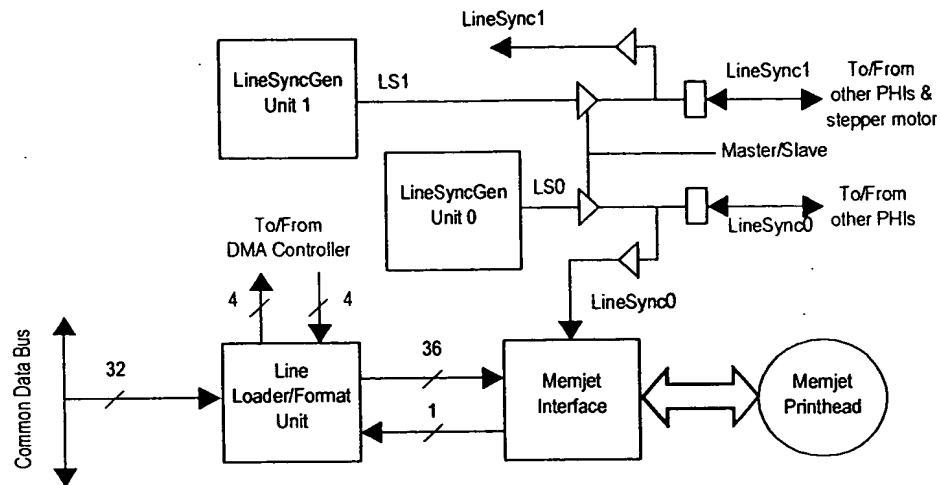 LineSync1
LineSyncGen
Unit 1
LS1
LineSync1
To/From
other PHIs &
stepper motor
Master/Slave
LineSyncGen
Unit 0
LS0
LineSync0
To/From
other PHIs
To/From
DMA Controller
4
4
LineSync0
Common Data Bus
32
Line
Loader/Format
Unit
36
1
Memjet
Interface
Memjet
Printhead